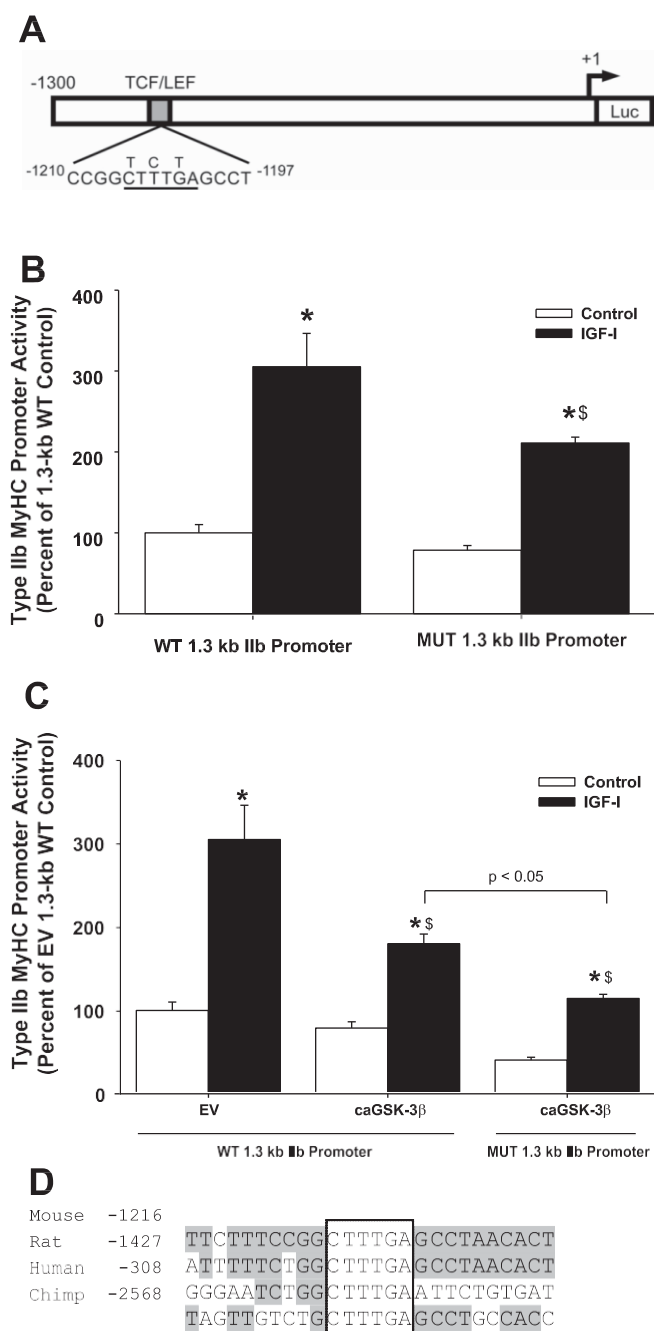 A
-1300 TCF/LEF +1
Luc
T C T
-1210 CCGGCTTTGAGCCT -1197
B
Type IIb MyHC Promoter Activity
(Percent of 1.3-kb WT Control)
400
300
200
100
0
* *$
Control
IGF-I
WT 1.3 kb IIb Promoter MUT 1.3 kb IIb Promoter
C
Type IIb MyHC Promoter Activity
(Percent of EV 1.3-kb WT Control)
400
300
200
100
0
Control
IGF-I
p < 0.05
* *$ *$
EV caGSK-3β caGSK-3β
WT 1.3 kb IIb Promoter MUT 1.3 kb IIb Promoter
D
Mouse -1216
Rat -1427 TTCTTTCCGGCTTTGAGCCTAACACT
Human -308 ATTTTTCTGGCTTTGAGCCTAACACT
Chimp -2568 GGGAATCTGGCTTTGAATTCTGTGAT
TAGTTGTCTGCTTTGAGCCTGCCACC